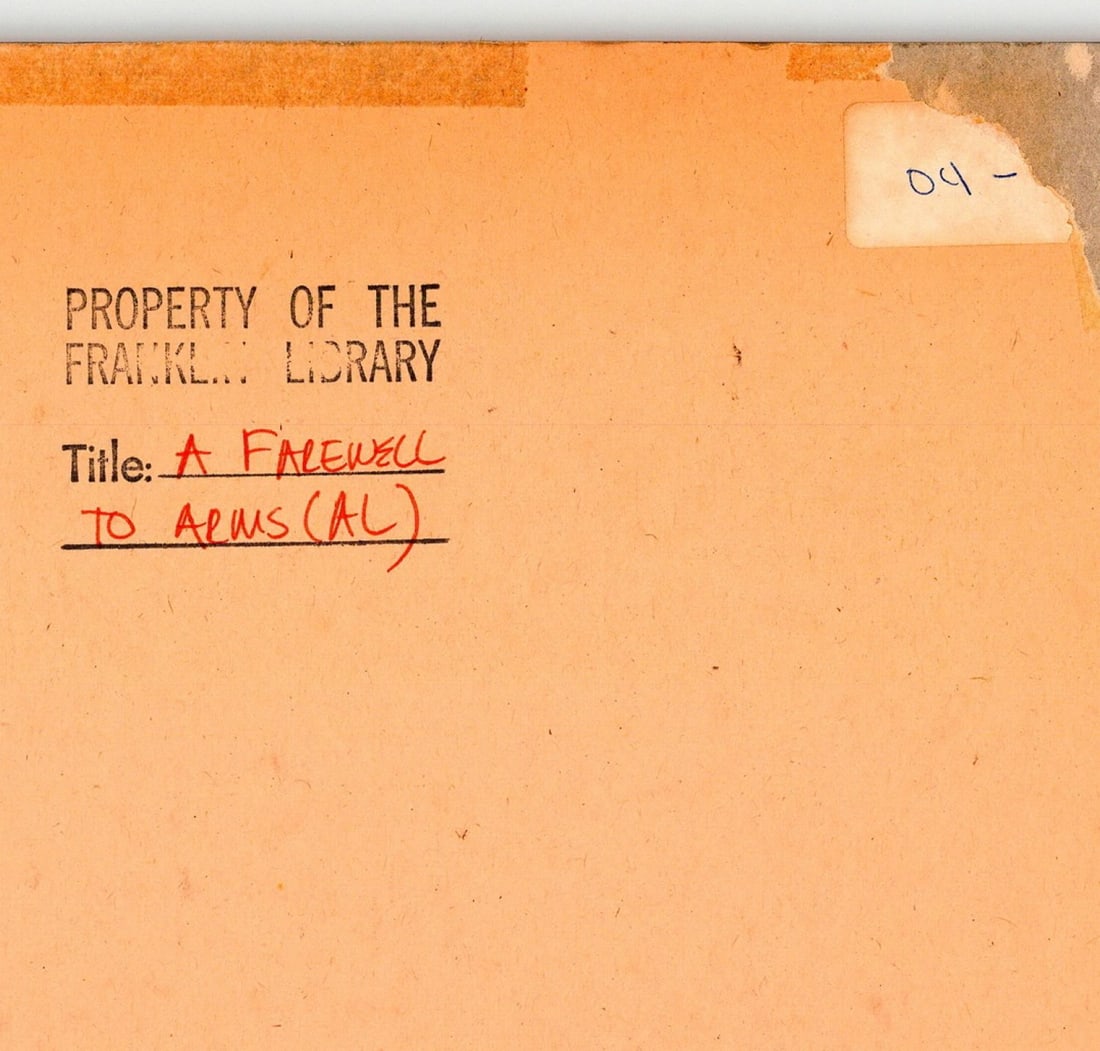 04 -
PROPERTY OF THE
FRANKLIN LIBRARY
Title: A FAREWELL
TO ARMS (AL)